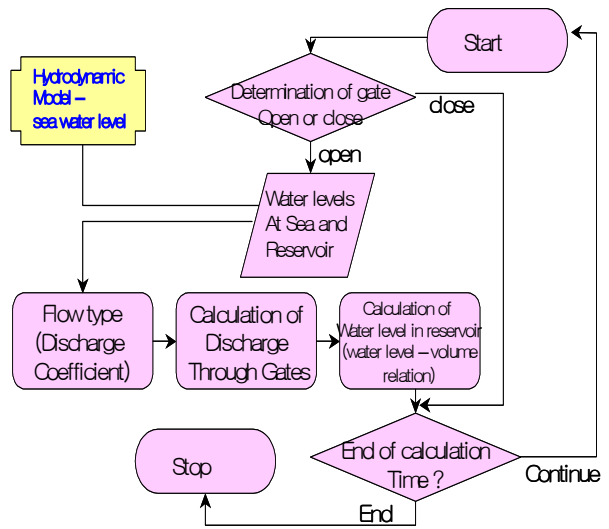 Start
Hydrodynamic
Model –
sea water level
Determination of gate
Open or close
close
open
Water levels
At Sea and
Reservoir
Flow type
(Discharge
Coefficient)
Calculation of
Discharge
Through Gates
Calculation of
Water level in reservoir
(water level – volume
relation)
End of calculation
Time ?
Continue
Stop
End